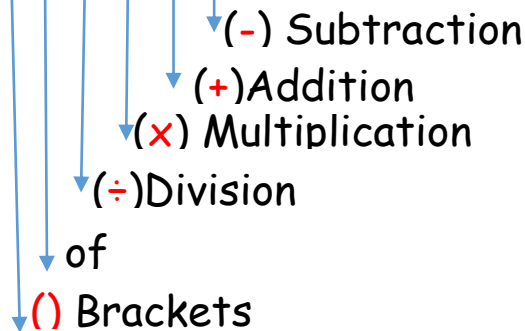 (-) Subtraction
(+)Addition
(×) Multiplication
(÷)Division
of
() Brackets